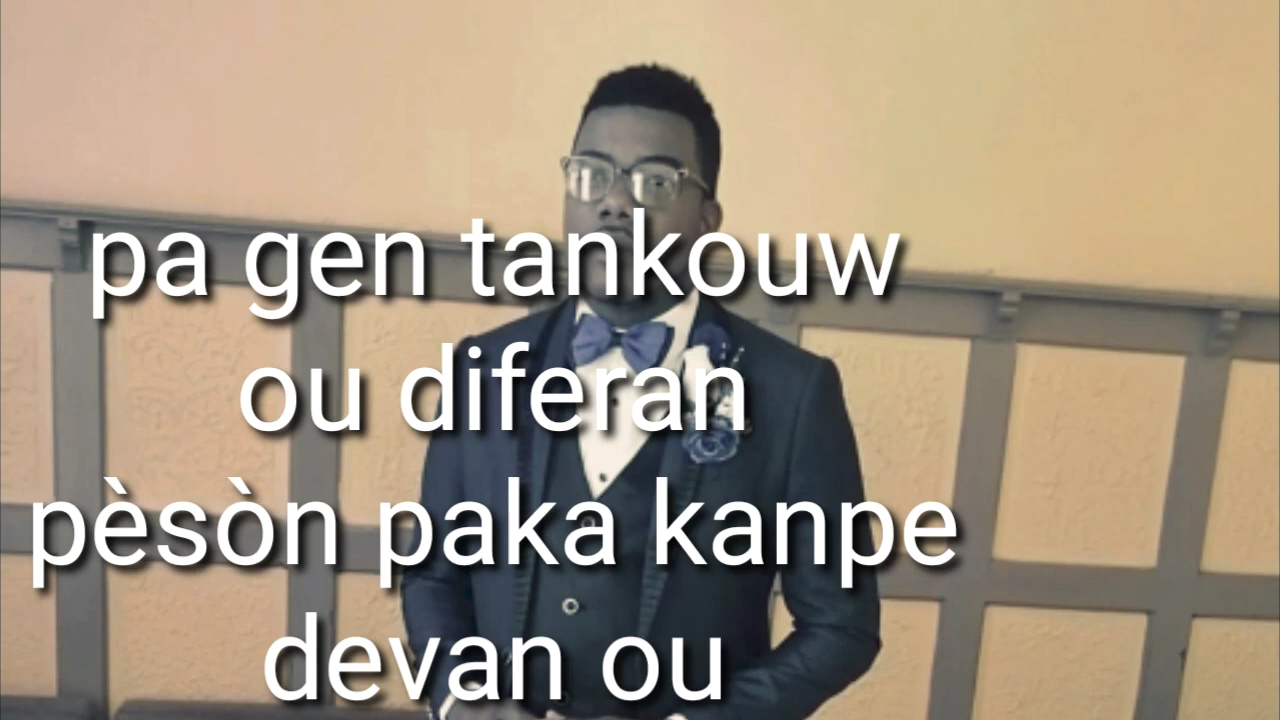 pa gen tankouw
ou diferan
pèsòn paka kanpe
devan ou